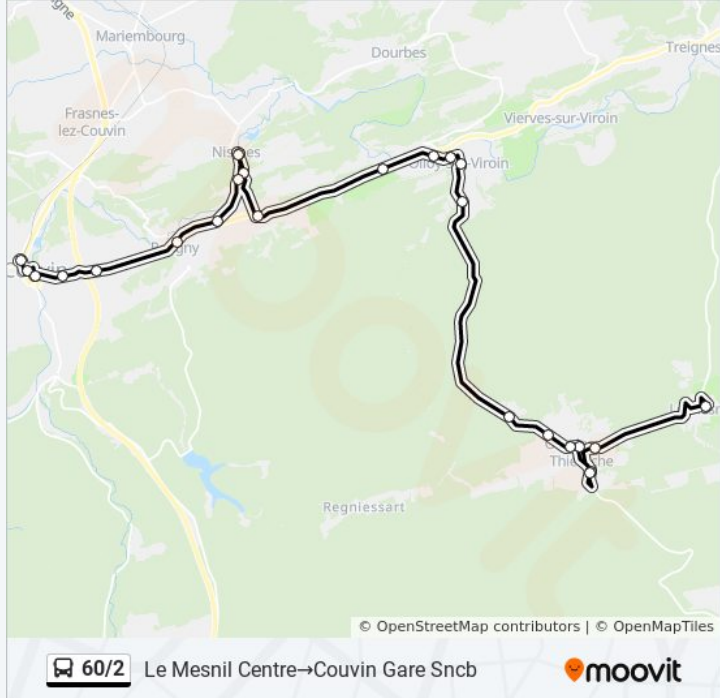 Mariembourg
Dourbes
Treignes
Frasnes-
lez-Couvin
Vierves-sur-Viroin
Regniessart
© OpenStreetMap contributors | © OpenMapTiles
60/2 Le Mesnil Centre→Couvin Gare Sncb
moovit